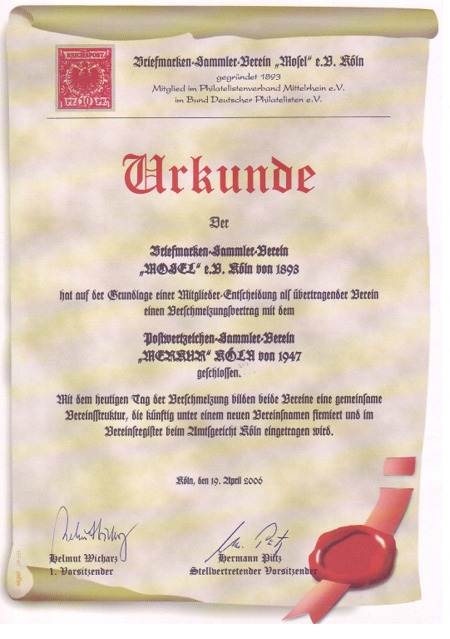 REICHSPOST
PF 10 PF
Briefmarken-Sammler-Verein „Mosel“ e.V. Köln
gegründet 1893
Mitglied im Philatelistenverband Mittelrhein e.V.
im Bund Deutscher Philatelisten e.V.
Urkunde
Der
Briefmarken-Sammler-Verein
„MOSEL“ e.V. Köln von 1893
hat auf der Grundlage einer Mitglieder-Entscheidung als übertragender Verein
einen Verschmelzungsvertrag mit dem
Postwertzeichen-Sammler-Verein
„MERKUR“ KÖLN von 1947
geschlossen.
Mit dem heutigen Tag der Verschmelzung bilden beide Vereine eine gemeinsame
Vereinsstruktur, die künftig unter einem neuen Vereinsnamen firmiert und im
Vereinsregister beim Amtsgericht Köln eingetragen wird.
Köln, den 19. April 2006
Helmut Wicharz
1. Vorsitzender
Hermann Pütz
Stellvertretender Vorsitzender